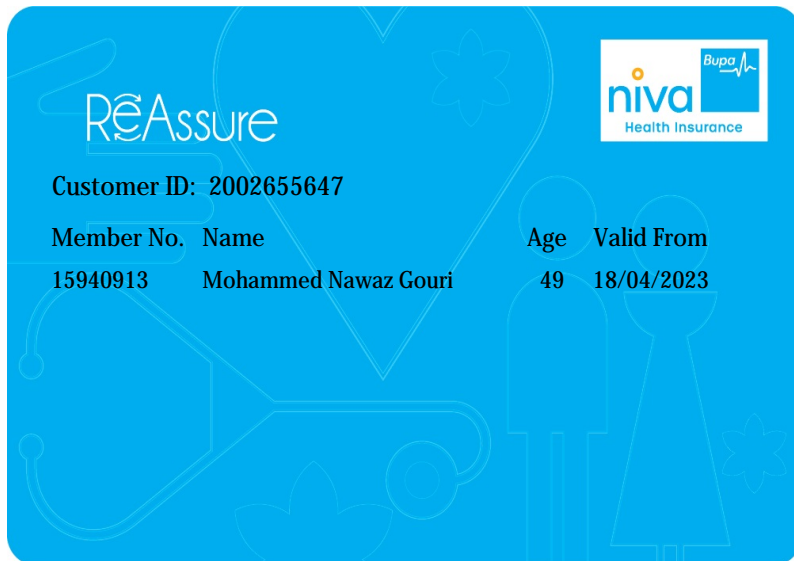 ReAssure
niva
Bupa
Health Insurance
Customer ID: 2002655647
Member No. Name Age Valid From
15940913 Mohammed Nawaz Gouri 49 18/04/2023